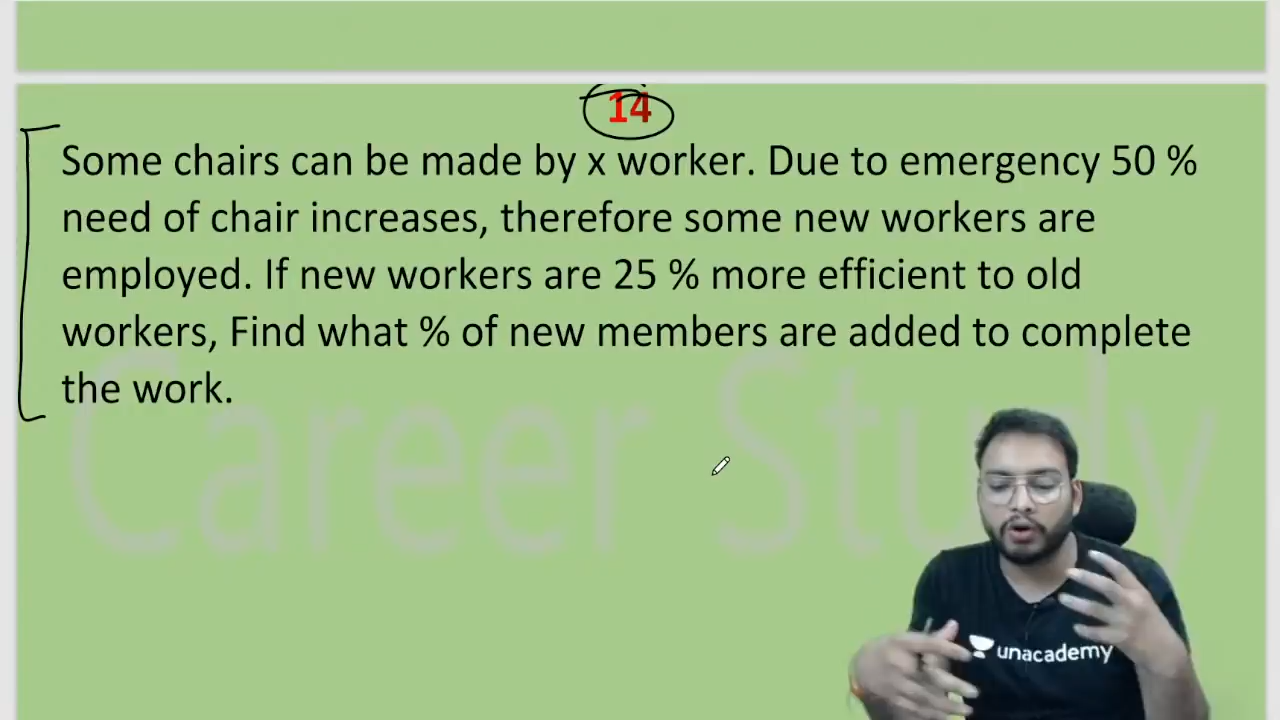 14
Some chairs can be made by x worker. Due to emergency 50 %
need of chair increases, therefore some new workers are
employed. If new workers are 25 % more efficient to old
workers, Find what % of new members are added to complete
the work.
Career Study
unacademy